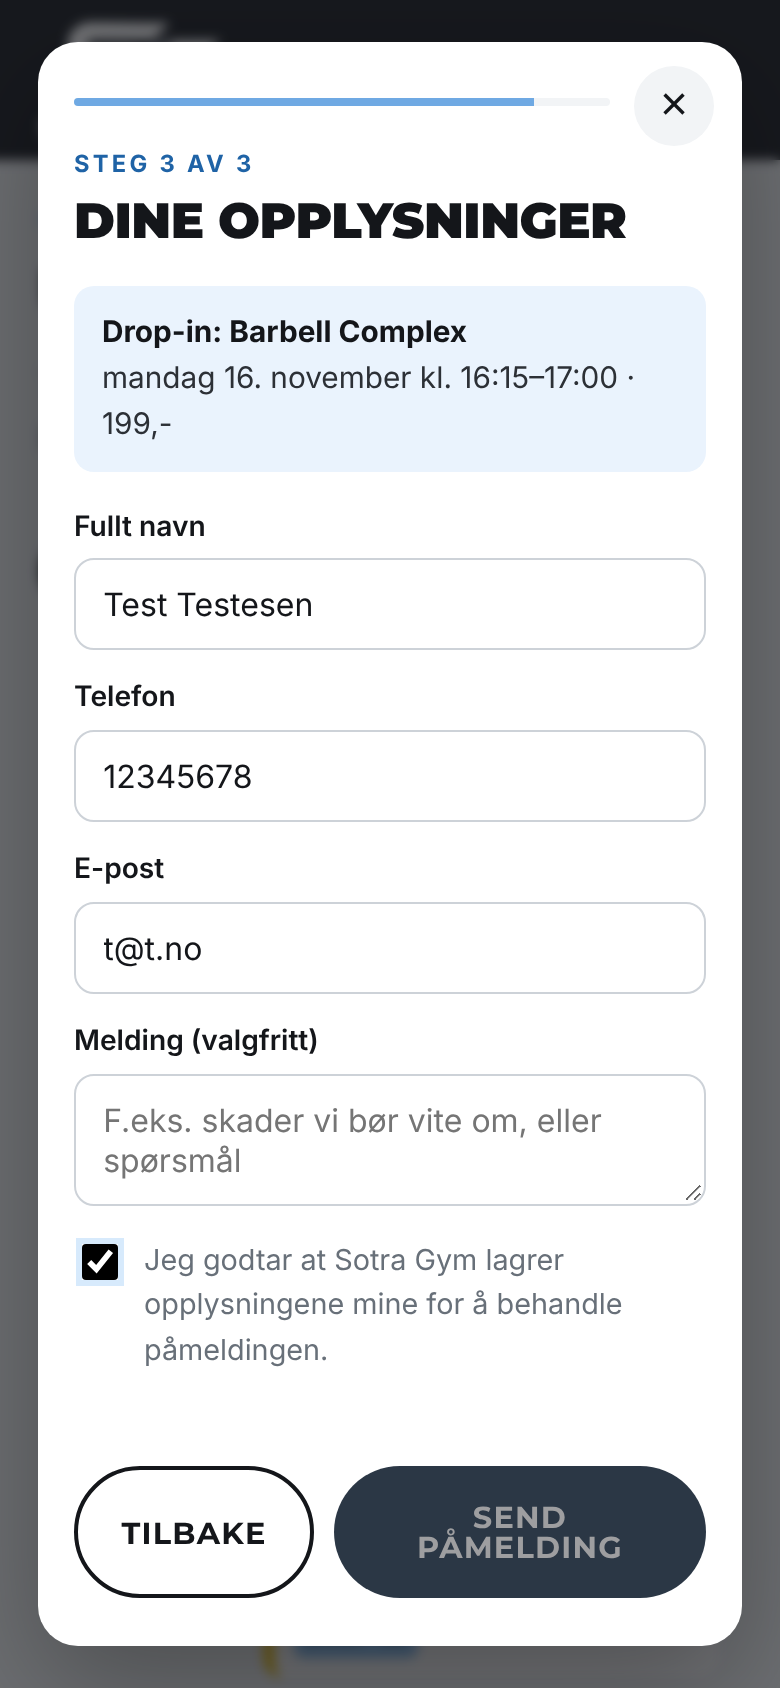 STEG 3 AV 3
DINE OPPLYSNINGER
Drop-in: Barbell Complex
mandag 16. november kl. 16:15–17:00 ·
199,-
Fullt navn
Test Testesen
Telefon
12345678
E-post
t@t.no
Melding (valgfritt)
F.eks. skader vi bør vite om, eller
spørsmål
Jeg godtar at Sotra Gym lagrer
opplysningene mine for å behandle
påmeldingen.
TILBAKE
SEND
PÅMELDING